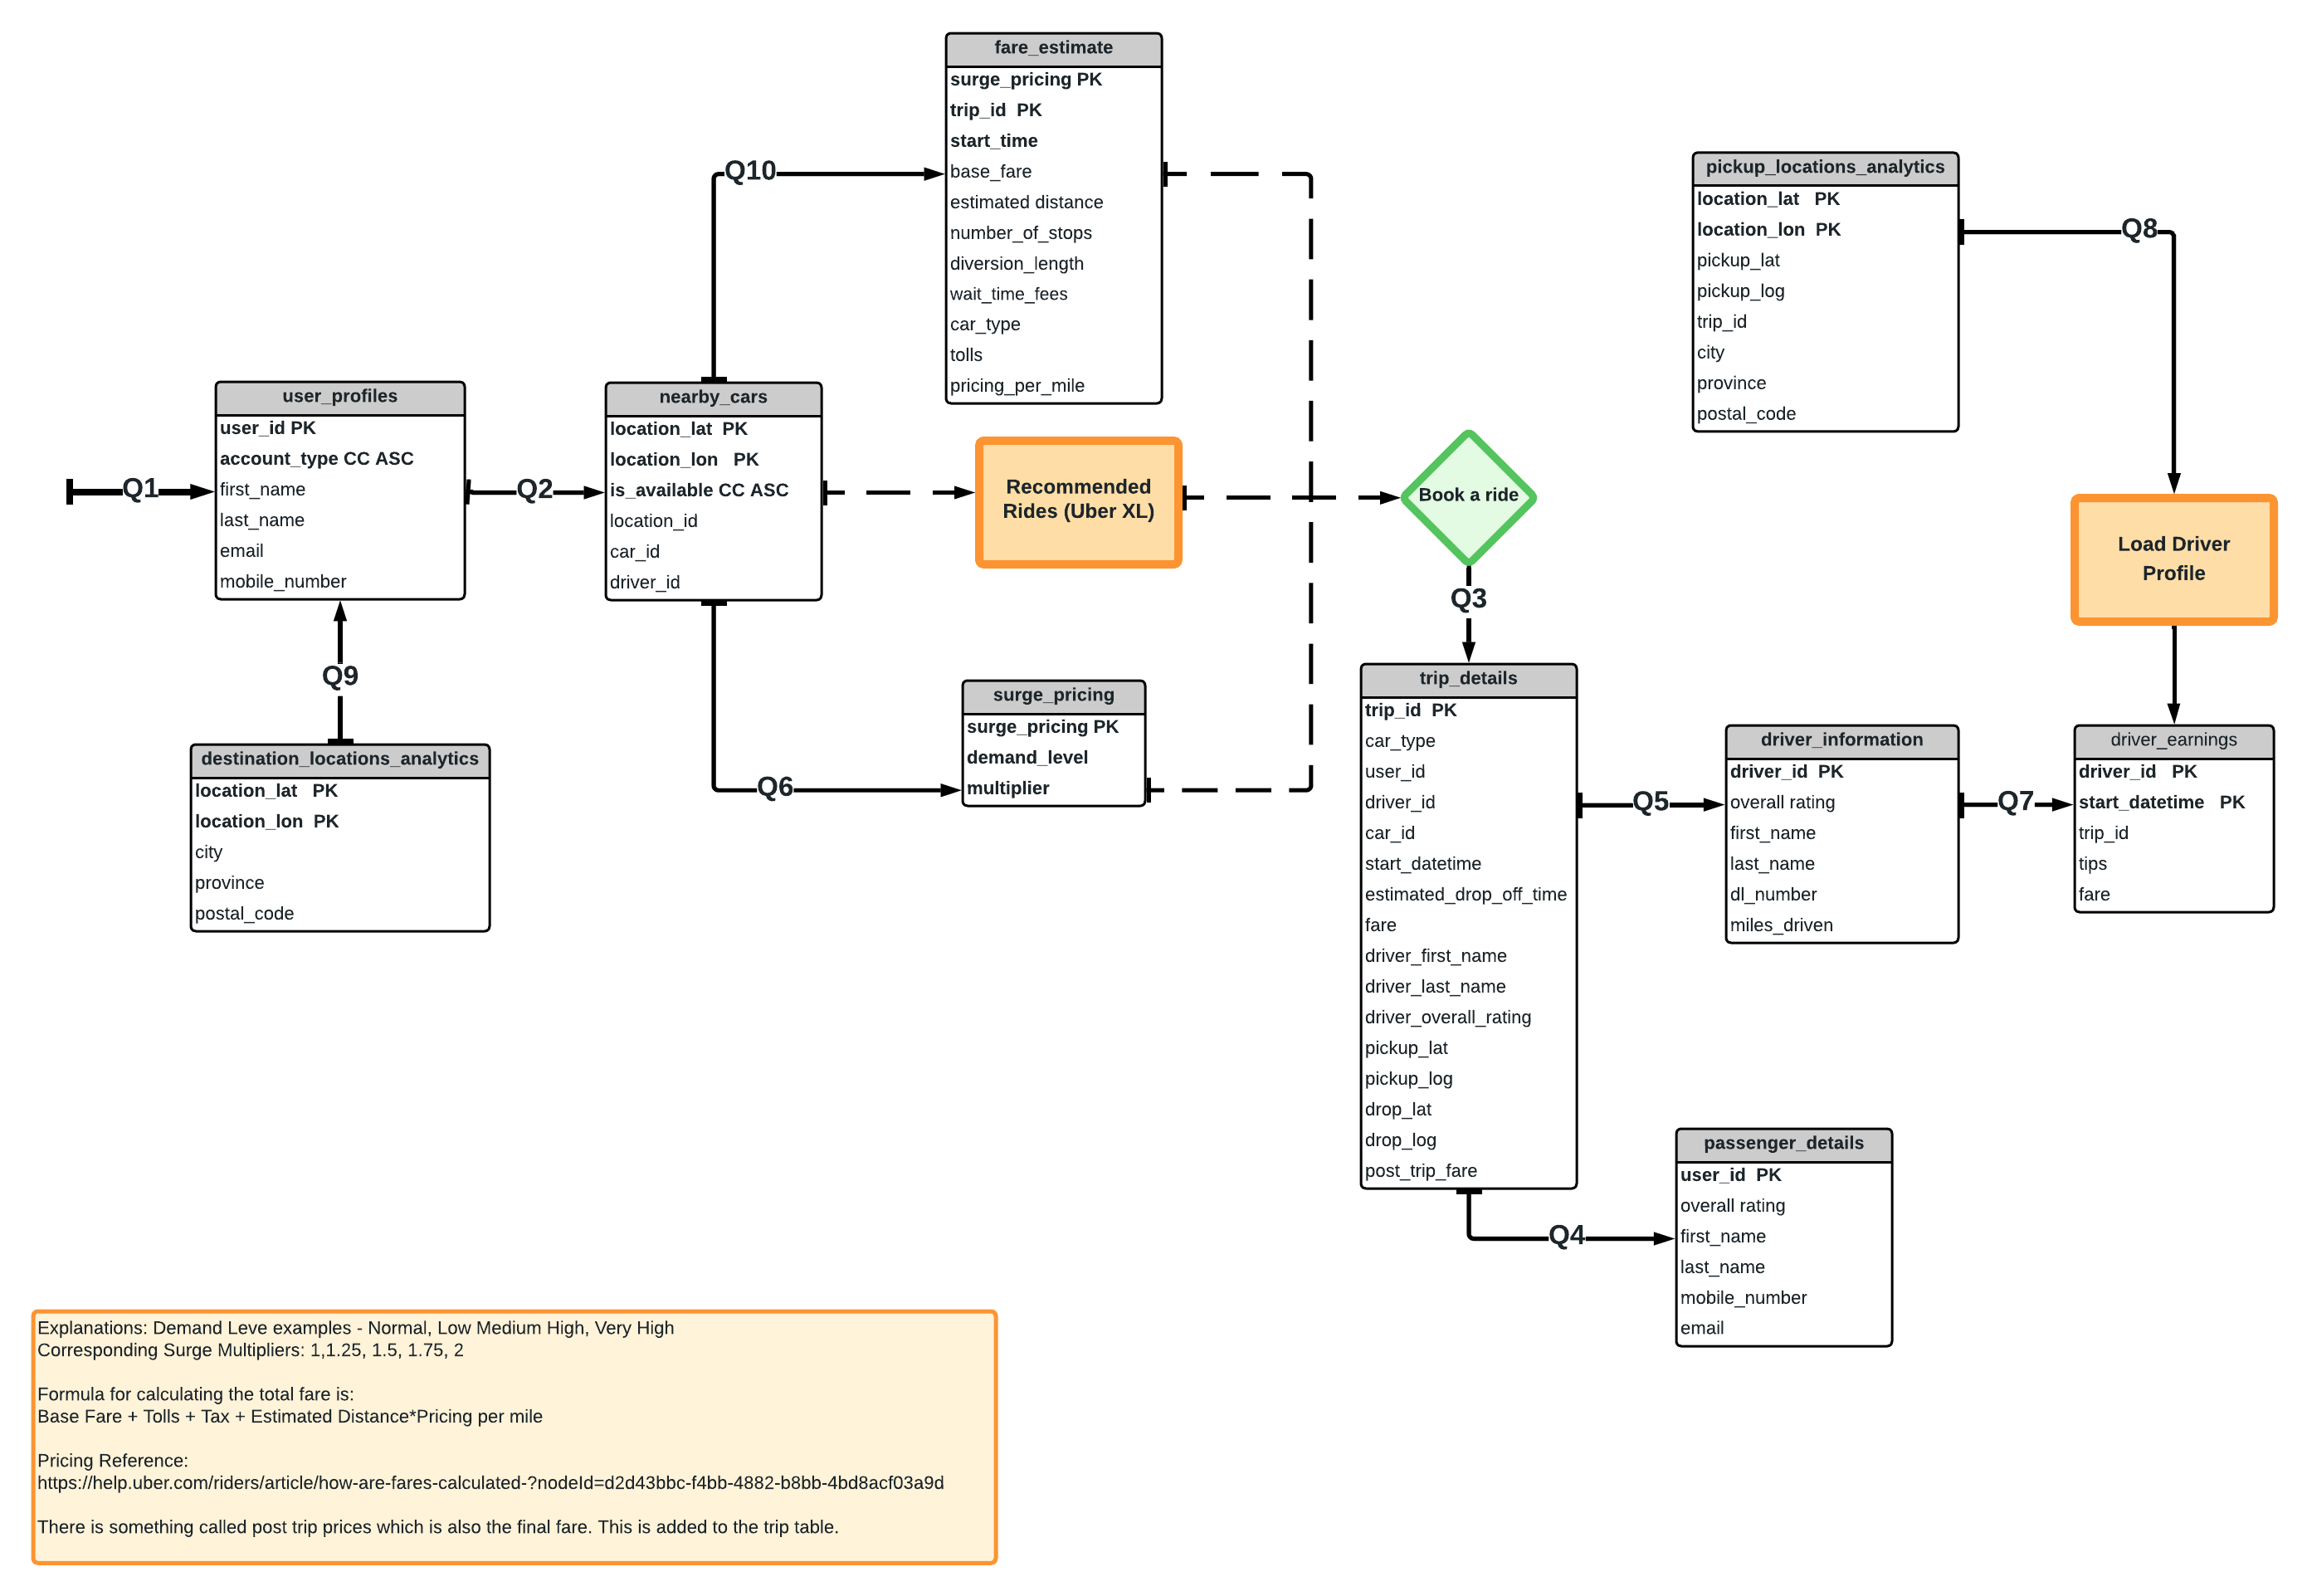 fare_estimate
surge_pricing PK
trip_id PK
start_time
base_fare
estimated distance
number_of_stops
diversion_length
wait_time_fees
car_type
tolls
pricing_per_mile
Q10
pickup_locations_analytics
location_lat PK
location_lon PK
pickup_lat
pickup_log
trip_id
city
province
postal_code
Q8
Q1
user_profiles
user_id PK
account_type CC ASC
first_name
last_name
email
mobile_number
Q2
nearby_cars
location_lat PK
location_lon PK
is_available CC ASC
location_id
car_id
driver_id
Recommended
Rides (Uber XL)
Book a ride
Load Driver
Profile
Q3
Q9
destination_locations_analytics
location_lat PK
location_lon PK
city
province
postal_code
Q6
surge_pricing
surge_pricing PK
demand_level
multiplier
trip_details
trip_id PK
car_type
user_id
driver_id
car_id
start_datetime
estimated_drop_off_time
fare
driver_first_name
driver_last_name
driver_overall_rating
pickup_lat
pickup_log
drop_lat
drop_log
post_trip_fare
Q5
driver_information
driver_id PK
overall rating
first_name
last_name
dl_number
miles_driven
Q7
driver_earnings
driver_id PK
start_datetime PK
trip_id
tips
fare
Q4
passenger_details
user_id PK
overall rating
first_name
last_name
mobile_number
email
Explanations: Demand Leve examples - Normal, Low Medium High, Very High
Corresponding Surge Multipliers: 1,1.25, 1.5, 1.75, 2
Formula for calculating the total fare is:
Base Fare + Tolls + Tax + Estimated Distance*Pricing per mile
Pricing Reference:
https://help.uber.com/riders/article/how-are-fares-calculated-?nodeId=d2d43bbc-f4bb-4882-b8bb-4bd8acf03a9d
There is something called post trip prices which is also the final fare. This is added to the trip table.